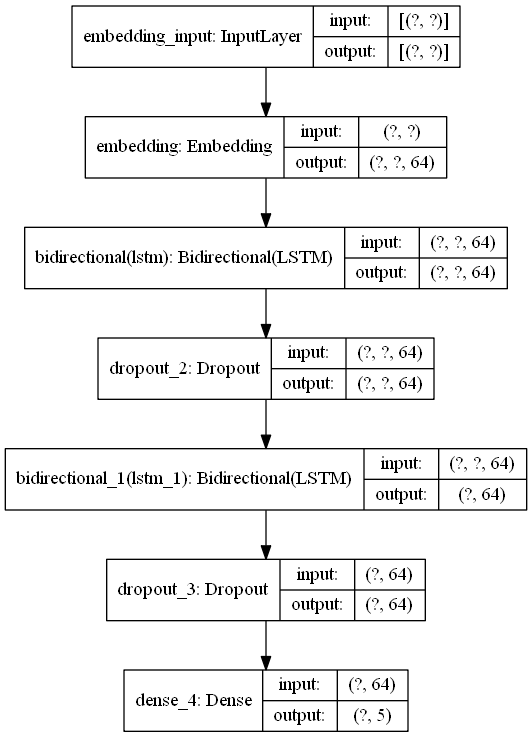 embedding_input: InputLayer
input: [(?, ?)]
output: [(?, ?)]
embedding: Embedding
input: (?, ?)
output: (?, ?, 64)
bidirectional(lstm): Bidirectional(LSTM)
input: (?, ?, 64)
output: (?, ?, 64)
dropout_2: Dropout
input: (?, ?, 64)
output: (?, ?, 64)
bidirectional_1(lstm_1): Bidirectional(LSTM)
input: (?, ?, 64)
output: (?, 64)
dropout_3: Dropout
input: (?, 64)
output: (?, 64)
dense_4: Dense
input: (?, 64)
output: (?, 5)